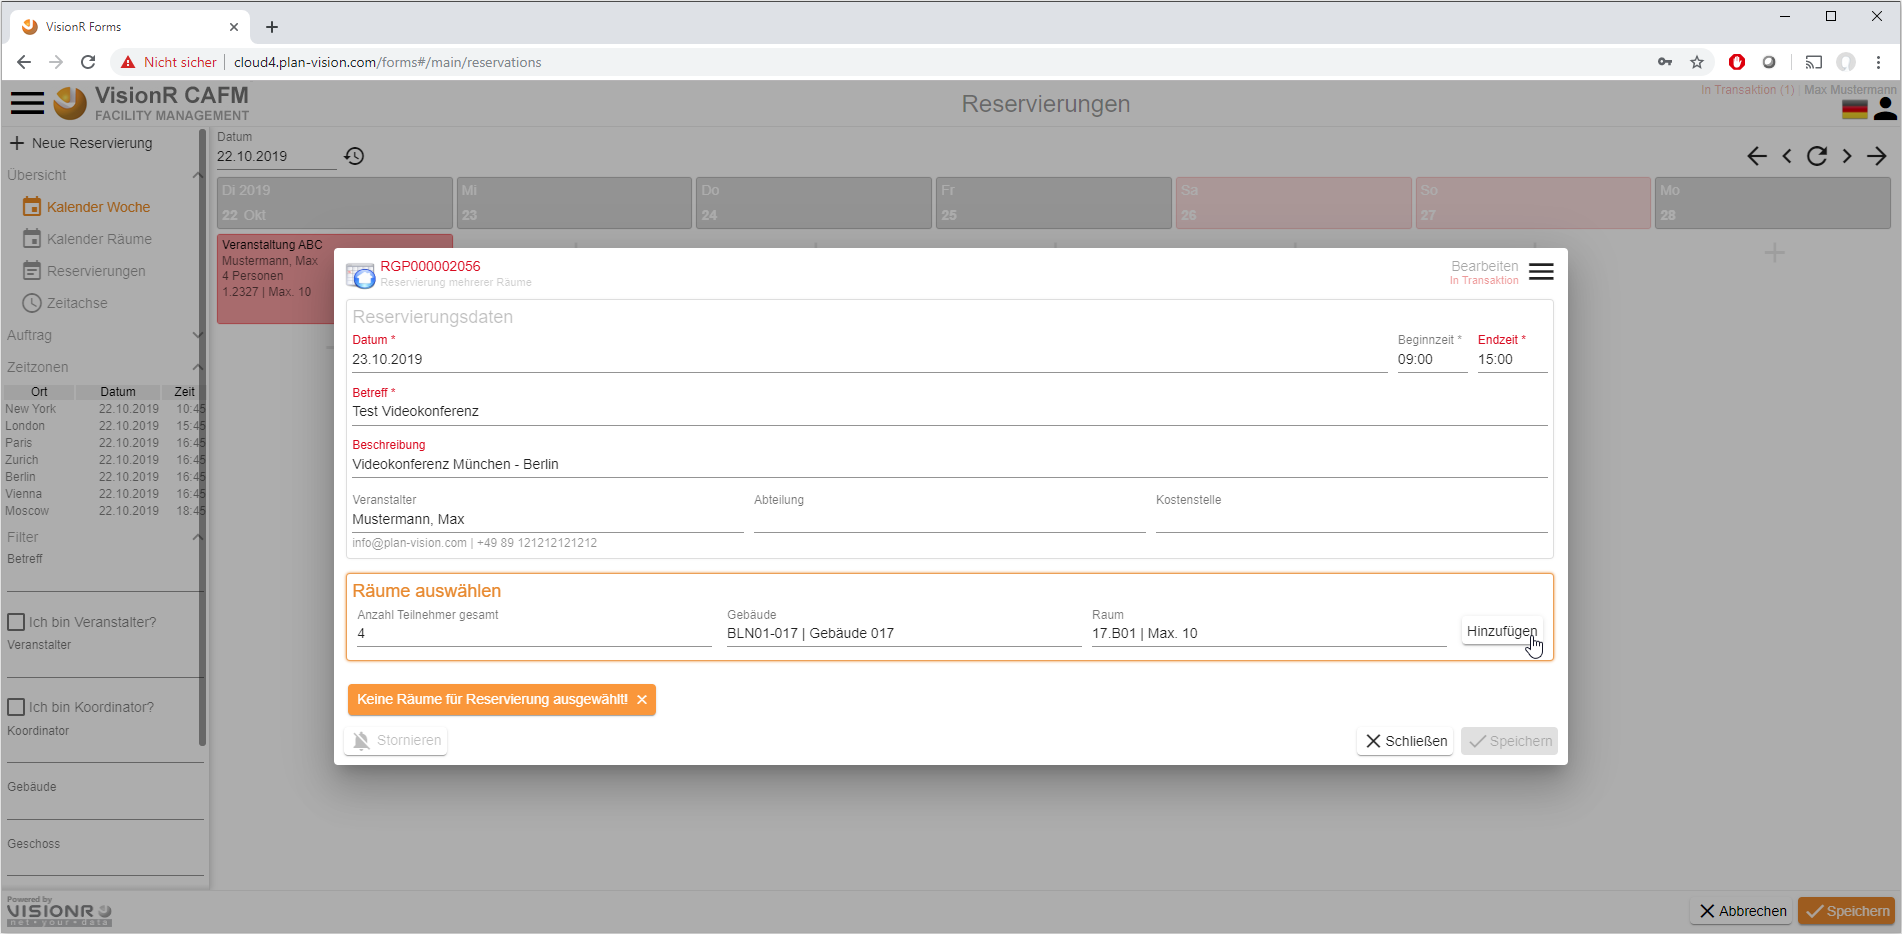 VisionR Forms
Nicht sicher
cloud4.plan-vision.com/forms#/main/reservations
VisionR CAFM
FACILITY MANAGEMENT
Reservierungen
In Transaktion (1) | Max Mustermann
Neue Reservierung
Übersicht
Kalender Woche
Kalender Räume
Reservierungen
Zeitachse
Auftrag
Zeitzonen
Ort Datum Zeit
New York 22.10.2019 10:45
London 22.10.2019 15:45
Paris 22.10.2019 16:45
Zurich 22.10.2019 16:45
Berlin 22.10.2019 16:45
Vienna 22.10.2019 16:45
Moscow 22.10.2019 18:45
Filter
Betreff
Ich bin Veranstalter?
Veranstalter
Ich bin Koordinator?
Koordinator
Gebäude
Geschoss
Powered by
VISIONR
net•your•data
Datum
22.10.2019
Di 2019 Mi Do Fr Sa So Mo
22 Okt 23 24 25 26 27 28
Veranstaltung ABC
Mustermann, Max
4 Personen
1.2327 | Max. 10
RGP000002056
Reservierung mehrerer Räume
Bearbeiten
In Transaktion
Reservierungsdaten
Datum * Beginnzeit * Endzeit *
23.10.2019 09:00 15:00
Betreff *
Test Videokonferenz
Beschreibung
Videokonferenz München - Berlin
Veranstalter Abteilung Kostenstelle
Mustermann, Max
info@plan-vision.com | +49 89 121212121212
Räume auswählen
Anzahl Teilnehmer gesamt Gebäude Raum
4 BLN01-017 | Gebäude 017 17.B01 | Max. 10
Hinzufügen
Keine Räume für Reservierung ausgewählt!
Stornieren
Schließen
Speichern
Abbrechen
Speichern